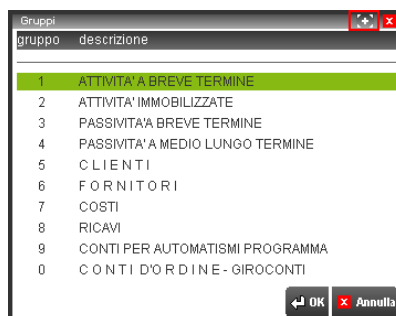 Gruppi
gruppo descrizione
1 ATTIVITA' A BREVE TERMINE
2 ATTIVITA' IMMOBILIZZATE
3 PASSIVITA'A BREVE TERMINE
4 PASSIVITA' A MEDIO LUNGO TERMINE
5 C L I E N T I
6 F O R N I T O R I
7 COSTI
8 RICAVI
9 CONTI PER AUTOMATISMI PROGRAMMA
0 C O N T I D'O R D I N E - GIROCONTI
OK X Annulla